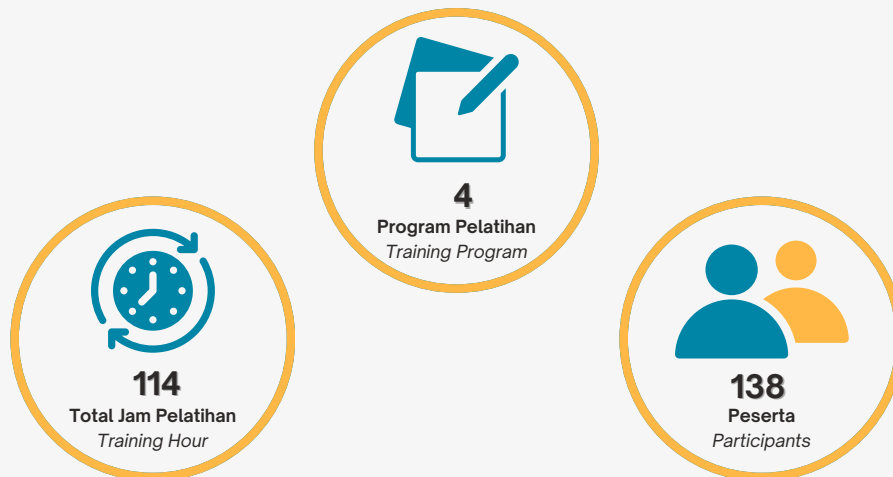 4
Program Pelatihan
Training Program
114
Total Jam Pelatihan
Training Hour
138
Peserta
Participants